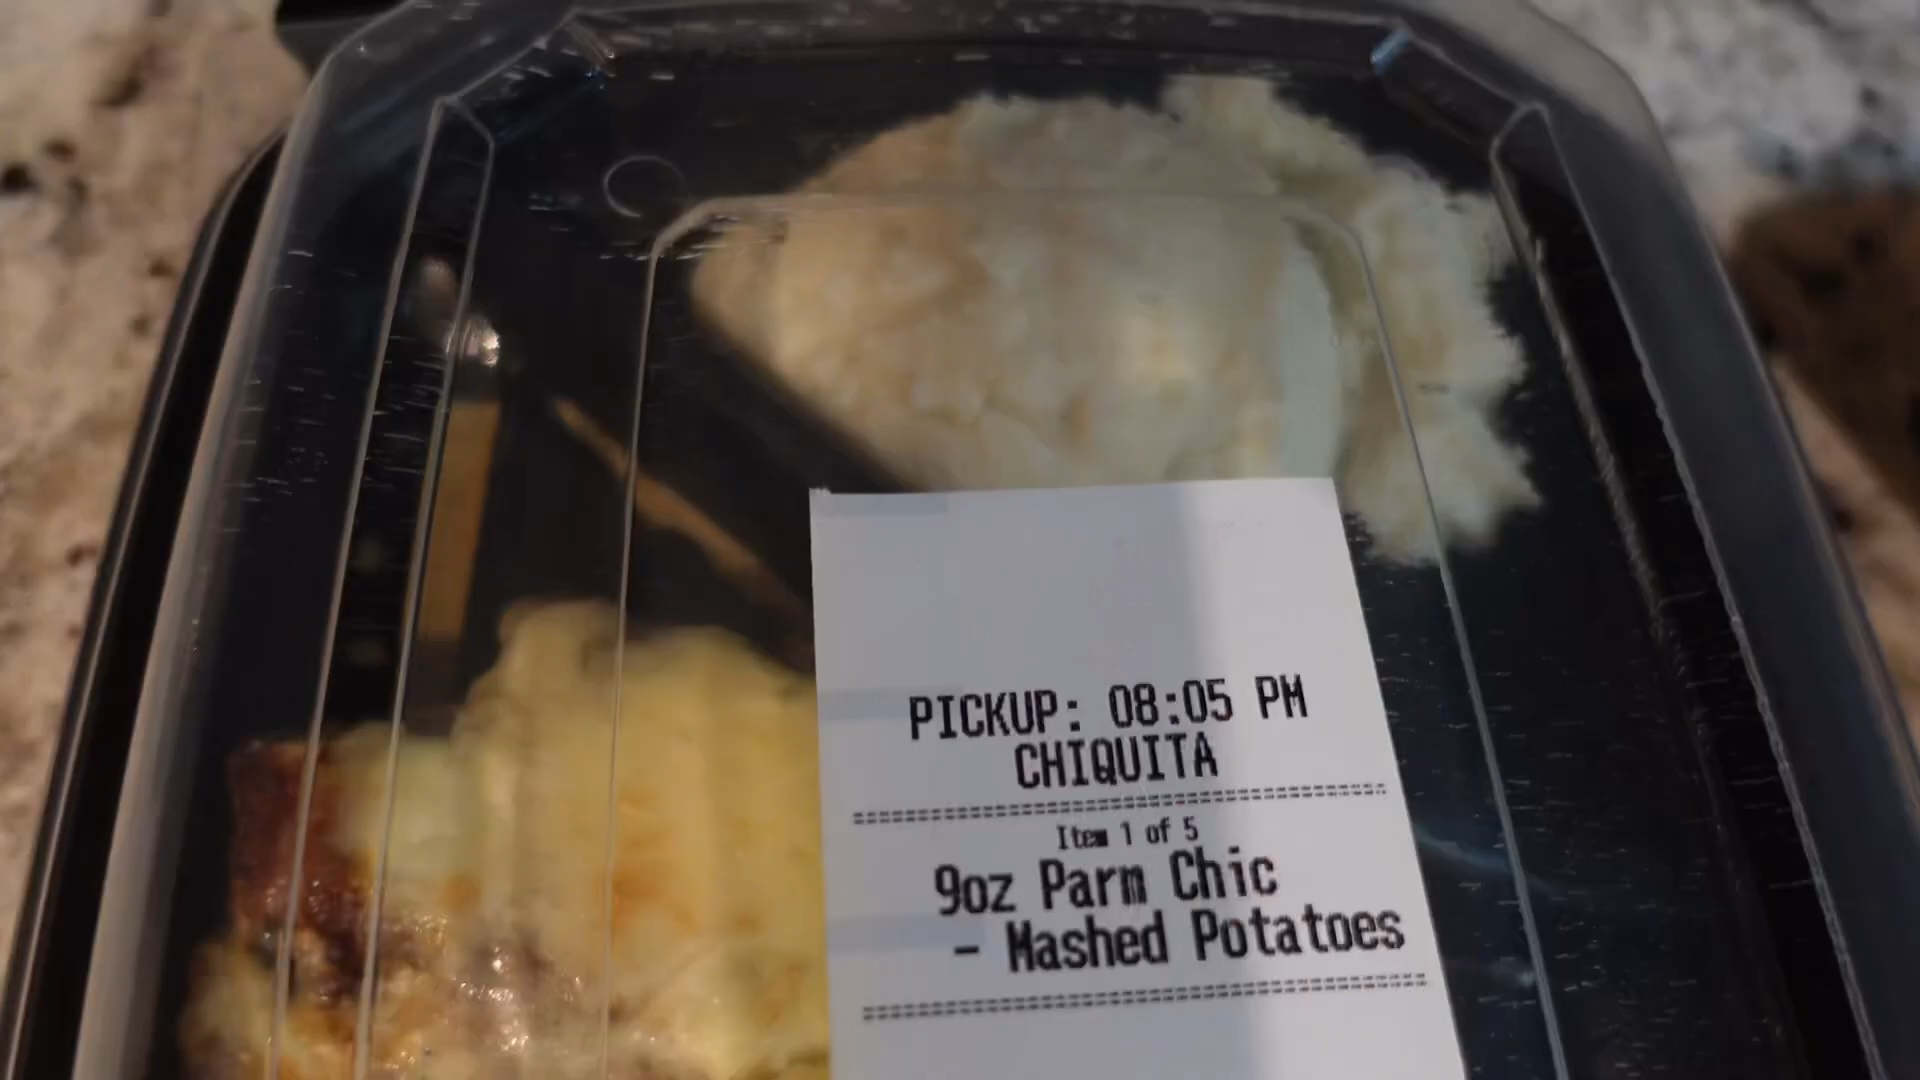 PICKUP: 08:05 PM
CHIQUITA
Item 1 of 5
9oz Parm Chic
- Mashed Potatoes